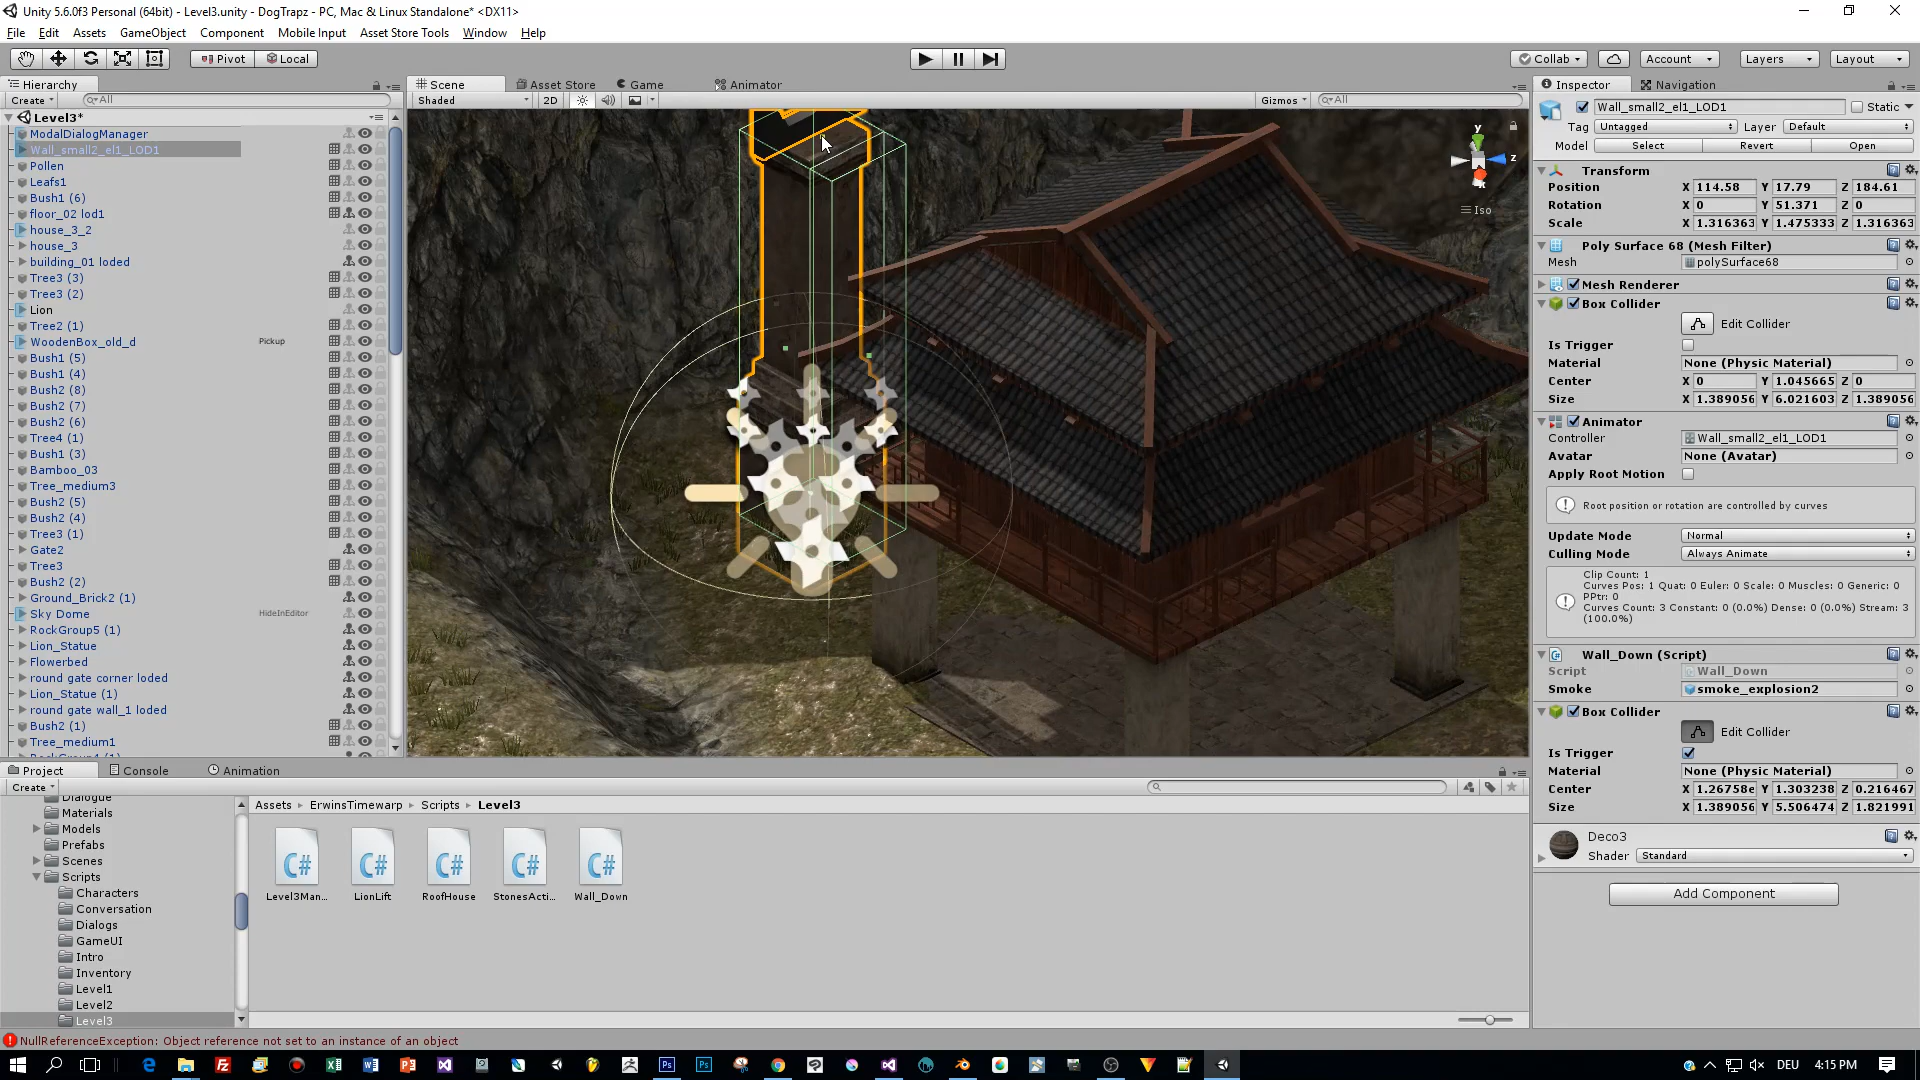 Unity 5.6.0f3 Personal (64bit) - Level3.unity - DogTrapz - PC, Mac & Linux Standalone* <DX11>
File Edit Assets GameObject Component Mobile Input Asset Store Tools Window Help
Pivot Local Collab Account Layers Layout
Hierarchy Scene Asset Store Game Animator Inspector Navigation
Create All Shaded 2D Gizmos All
Level3*
ModalDialogManager
Wall_small2_el1_LOD1
Pollen
Leafs1
Bush1 (6)
floor_02 lod1
house_3_2
house_3
building_01 loded
Tree3 (3)
Tree3 (2)
Lion
Tree2 (1)
WoodenBox_old_d Pickup
Bush1 (5)
Bush1 (4)
Bush2 (8)
Bush2 (7)
Bush2 (6)
Tree4 (1)
Bush1 (3)
Bamboo_03
Tree_medium3
Bush2 (5)
Bush2 (4)
Tree3 (1)
Gate2
Tree3
Bush2 (2)
Ground_Brick2 (1)
Sky Dome HideInEditor
RockGroup5 (1)
Lion_Statue
Flowerbed
round gate corner loded
Lion_Statue (1)
round gate wall_1 loded
Bush2 (1)
Tree_medium1
y
z
x
Iso
Wall_small2_el1_LOD1 Static
Tag Untagged Layer Default
Model Select Revert Open
Transform
Position X 114.58 Y 17.79 Z 184.61
Rotation X 0 Y 51.371 Z 0
Scale X 1.316363 Y 1.475333 Z 1.316363
Poly Surface 68 (Mesh Filter)
Mesh polySurface68
Mesh Renderer
Box Collider
Edit Collider
Is Trigger
Material None (Physic Material)
Center X 0 Y 1.045665 Z 0
Size X 1.389056 Y 6.021603 Z 1.389056
Animator
Controller Wall_small2_el1_LOD1
Avatar None (Avatar)
Apply Root Motion
Root position or rotation are controlled by curves
Update Mode Normal
Culling Mode Always Animate
Clip Count: 1
Curves Pos: 1 Quat: 0 Euler: 0 Scale: 0 Muscles: 0 Generic: 0
PPtr: 0
Curves Count: 3 Constant: 0 (0.0%) Dense: 0 (0.0%) Stream: 3
(100.0%)
Wall_Down (Script)
Script Wall_Down
Smoke smoke_explosion2
Box Collider
Edit Collider
Is Trigger
Material None (Physic Material)
Center X 1.26758e Y 1.303238 Z 0.216467
Size X 1.389056 Y 5.506474 Z 1.821991
Deco3
Shader Standard
Add Component
Project Console Animation
Create
Dialogue
Materials
Models
Prefabs
Scenes
Scripts
Characters
Conversation
Dialogs
GameUI
Intro
Inventory
Level1
Level2
Level3
Assets ErwinsTimewarp Scripts Level3
C# C# C# C# C#
Level3Man... LionLift RoofHouse StonesActi... Wall_Down
NullReferenceException: Object reference not set to an instance of an object
DEU 4:15 PM